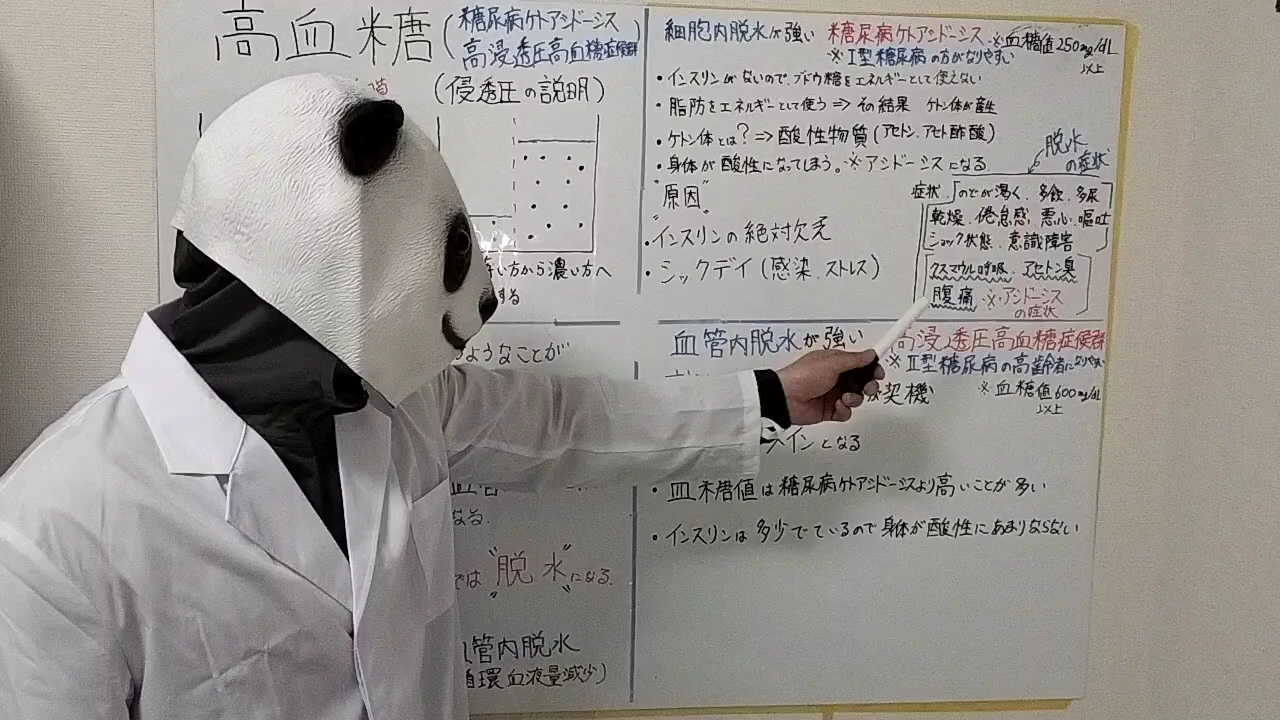 高血糖
(糖尿病ケトアシドーシス
高浸透圧高血糖症候群)
(浸透圧の説明)
い方から濃い方へ
する
ようなことが
なる.
では "脱水" になる.
血管内脱水
循環血液量減少)
細胞内脱水が強い 糖尿病ケトアシドーシス ※血糖値250mg/dL以上
※Ⅰ型糖尿病の方がなりやすい
・インスリンがないので、ブドウ糖をエネルギーとして使えない
・脂肪をエネルギーとして使う⇒その結果 ケトン体が産生
・ケトン体とは?⇒酸性物質(アセトン、アセト酢酸)
・身体が酸性になってしまう。※アシドーシスになる
"原因"
・インスリンの絶対欠乏
・シックデイ(感染、ストレス)
脱水の症状
症状、のどが渇く、多飲、多尿
乾燥、倦怠感、悪心、嘔吐
ショック状態、意識障害
クスマウル呼吸、アセトン臭
腹痛 ※アシドーシスの症状
血管内脱水が強い 高浸透圧高血糖症候群
※Ⅱ型糖尿病の高齢者になりやすい
が契機 ※血糖値600mg/dL以上
メインとなる
・血糖値は糖尿病ケトアシドーシスより高いことが多い
・インスリンは多少でているので身体が酸性にあまりならない